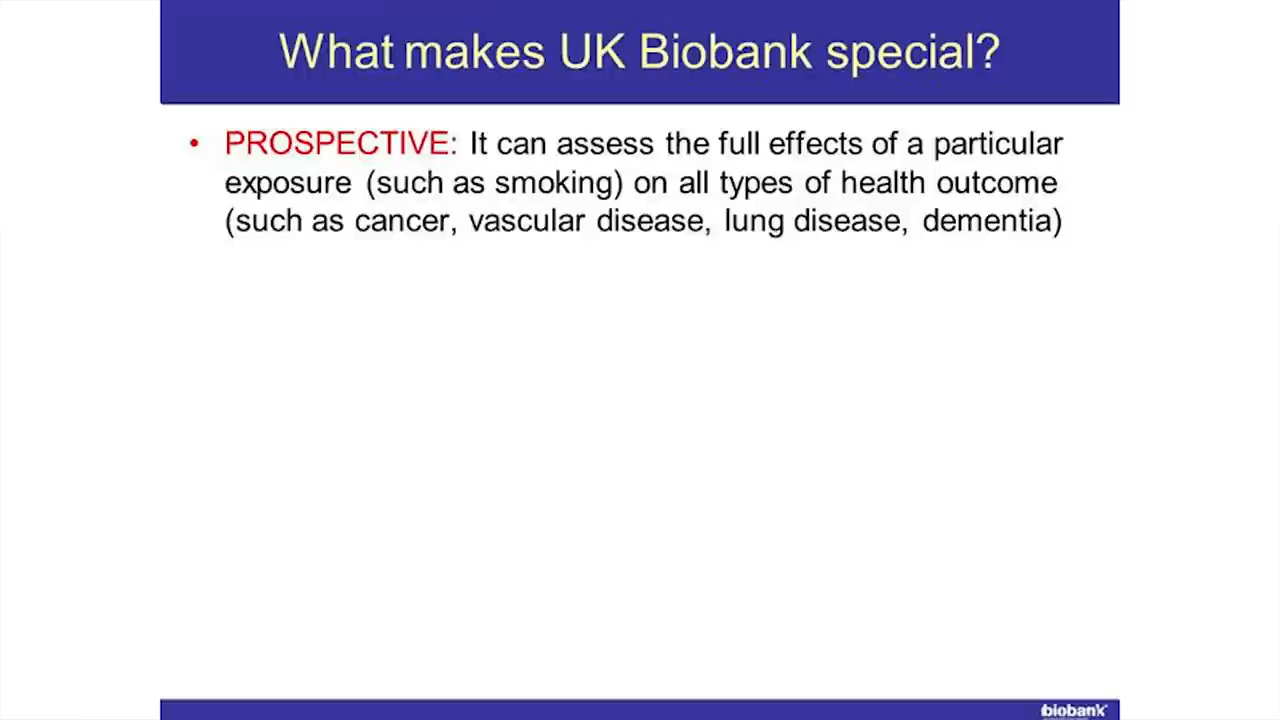 What makes UK Biobank special?
• PROSPECTIVE: It can assess the full effects of a particular
exposure (such as smoking) on all types of health outcome
(such as cancer, vascular disease, lung disease, dementia)
biobank